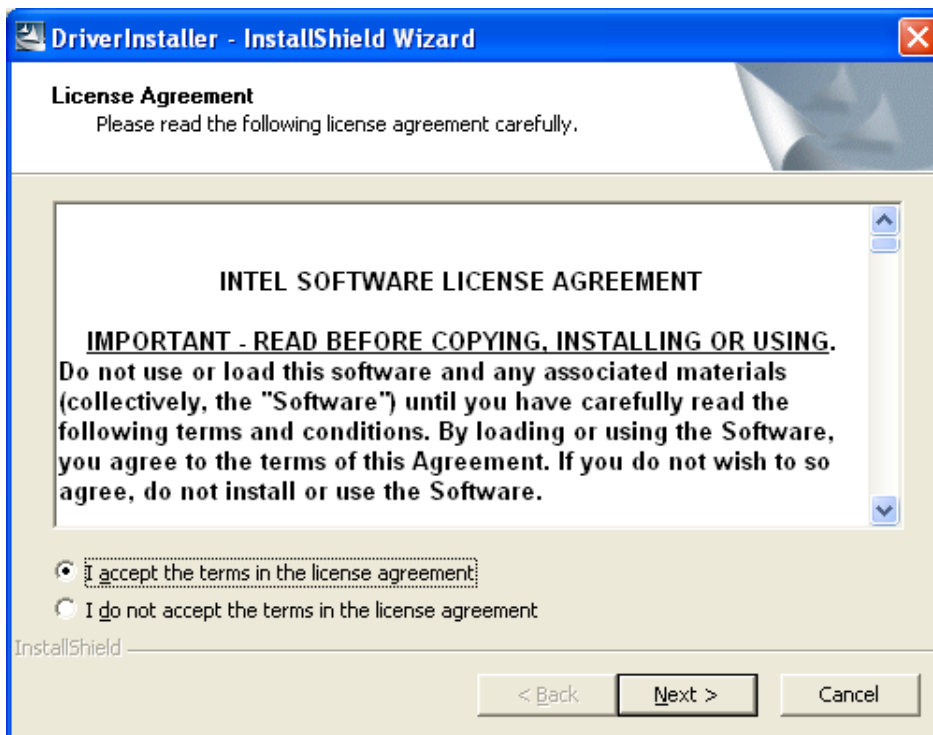 DriverInstaller - InstallShield Wizard
License Agreement
Please read the following license agreement carefully.
INTEL SOFTWARE LICENSE AGREEMENT
IMPORTANT - READ BEFORE COPYING, INSTALLING OR USING.
Do not use or load this software and any associated materials
(collectively, the "Software") until you have carefully read the
following terms and conditions. By loading or using the Software,
you agree to the terms of this Agreement. If you do not wish to so
agree, do not install or use the Software.
I accept the terms in the license agreement
I do not accept the terms in the license agreement
InstallShield
< Back Next > Cancel